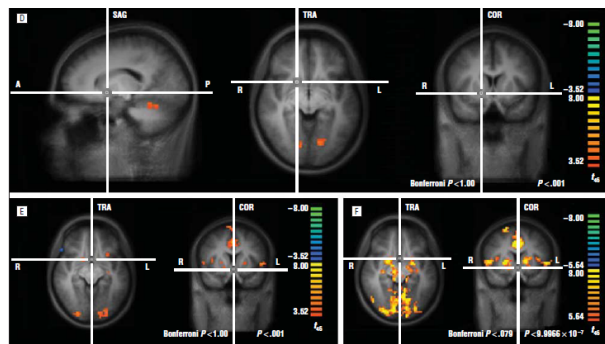 D
SAG
TRA
COR
−8.00
A
P
R
L
R
L
−3.52
8.00
3.52
t45
Bonferroni P<1.00
P<.001
E
TRA
COR
−8.00
R
L
R
L
−3.52
8.00
3.52
t45
Bonferroni P<1.00
P<.001
F
TRA
COR
−8.00
R
L
R
L
−5.64
8.00
5.64
t45
Bonferroni P<.079
P<9.9966×10−7